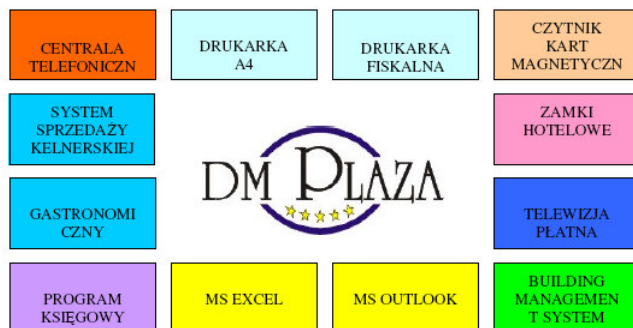 CENTRALA
TELEFONICZN
DRUKARKA
A4
DRUKARKA
FISKALNA
CZYTNIK
KART
MAGNETYCZN
SYSTEM
SPRZEDAŻY
KELNERSKIEJ
ZAMKI
HOTELOWE
DM PLAZA
GASTRONOMI
CZNY
TELEWIZJA
PŁATNA
PROGRAM
KSIĘGOWY
MS EXCEL
MS OUTLOOK
BUILDING
MANAGEMEN
T SYSTEM